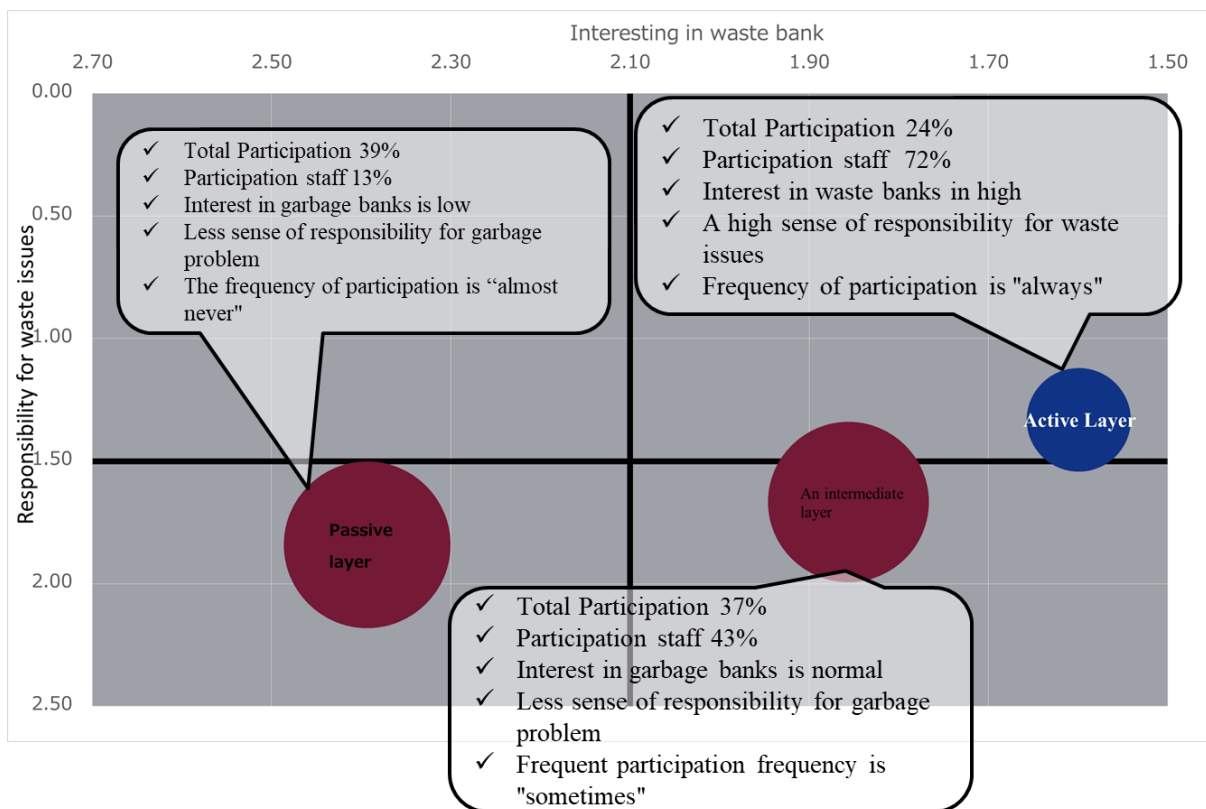 Interesting in waste bank
2.70 2.50 2.30 2.10 1.90 1.70 1.50
Responsibility for waste issues
0.00
0.50
1.00
1.50
2.00
2.50
✓ Total Participation 39%
✓ Participation staff 13%
✓ Interest in garbage banks is low
✓ Less sense of responsibility for garbage
problem
✓ The frequency of participation is “almost
never"
✓ Total Participation 24%
✓ Participation staff 72%
✓ Interest in waste banks in high
✓ A high sense of responsibility for waste
issues
✓ Frequency of participation is "always"
Active Layer
An intermediate
layer
Passive
layer
✓ Total Participation 37%
✓ Participation staff 43%
✓ Interest in garbage banks is normal
✓ Less sense of responsibility for garbage
problem
✓ Frequent participation frequency is
"sometimes"